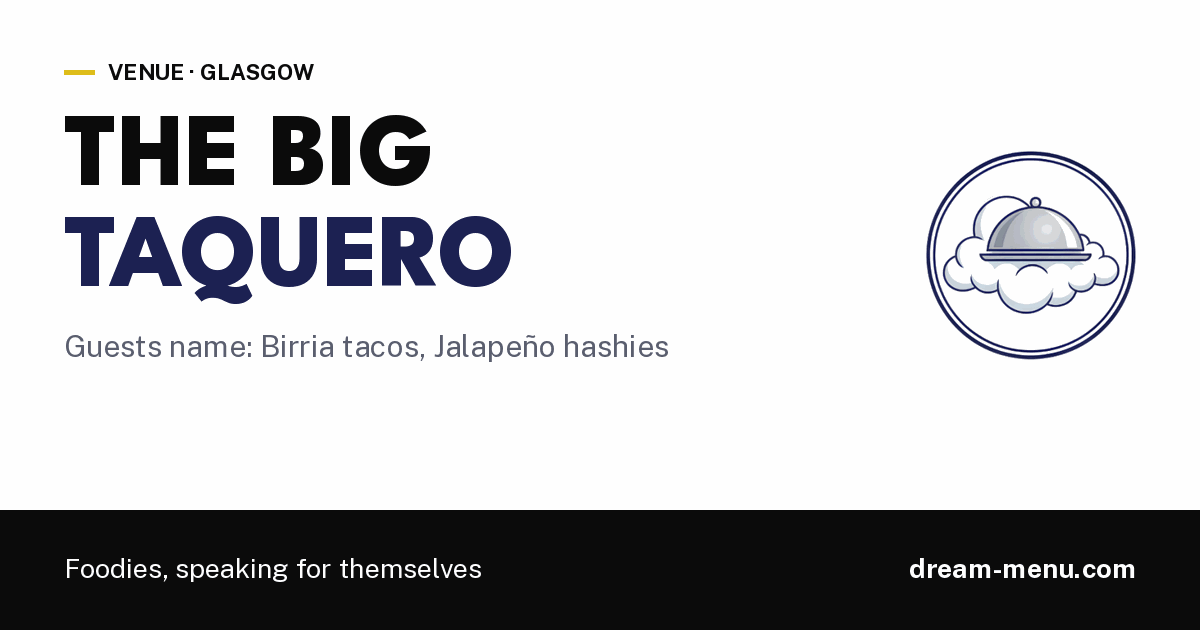 VENUE · GLASGOW
THE BIG
TAQUERO
Guests name: Birria tacos, Jalapeño hashies
Foodies, speaking for themselves
dream-menu.com